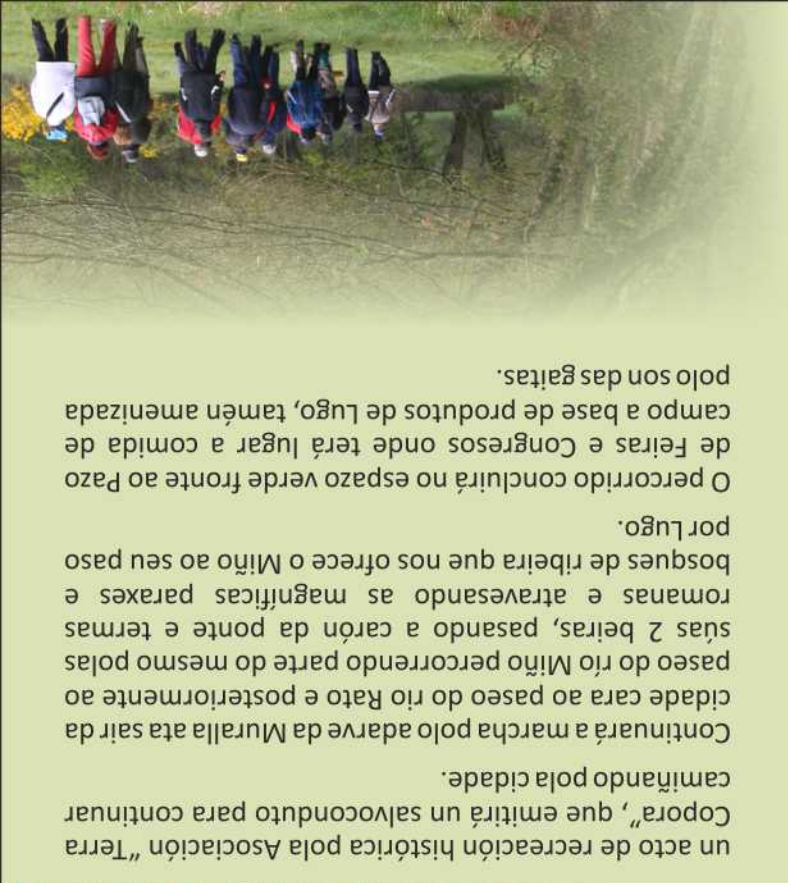 un acto de recreación histórica pola Asociación “Terra
Copora”, que emitirá un salvoconduto para continuar
camiñando pola cidade.
Continuará a marcha polo adarve da Muralla ata sair da
cidade cara ao paseo do rio Rato e posteriormente ao
paseo do río Miño percorrendo parte do mesmo polas
súas 2 beiras, pasando a carón da ponte e termas
romanas e atravesando as magníficas paraxes e
bosques de ribeira que nos ofrece o Miño ao seu paso
por Lugo.
O percorrido concluirá no espazo verde fronte ao Pazo
de Feiras e Congresos onde terá lugar a comida de
campo a base de produtos de Lugo, tamén amenizada
polo son das gaitas.